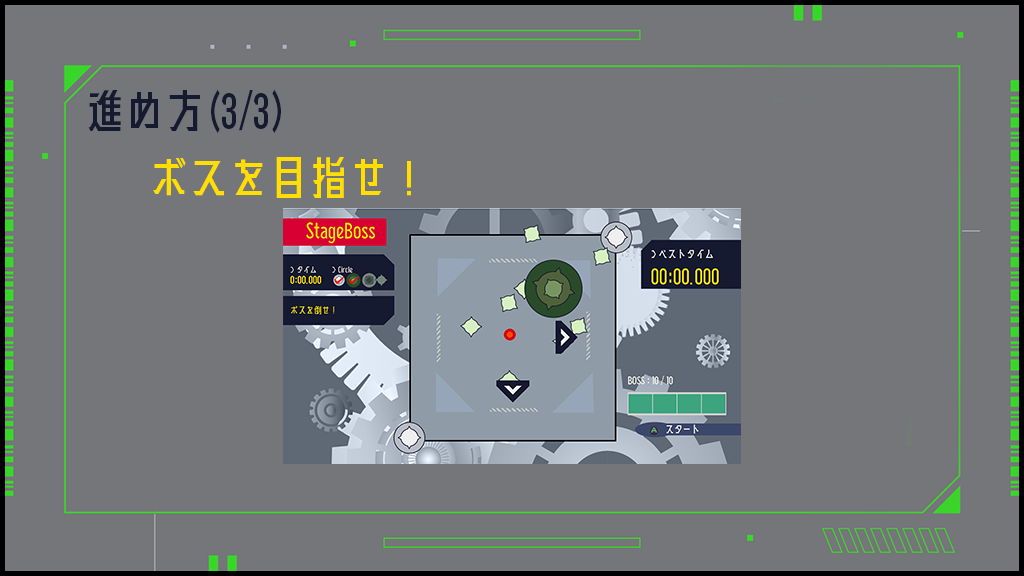 進め方(3/3)
ボスを目指せ！
StageBoss
タイム
Circle
0:00.000
ボスを倒せ！
ベストタイム
00:00.000
BOSS : 10 / 10
A スタート